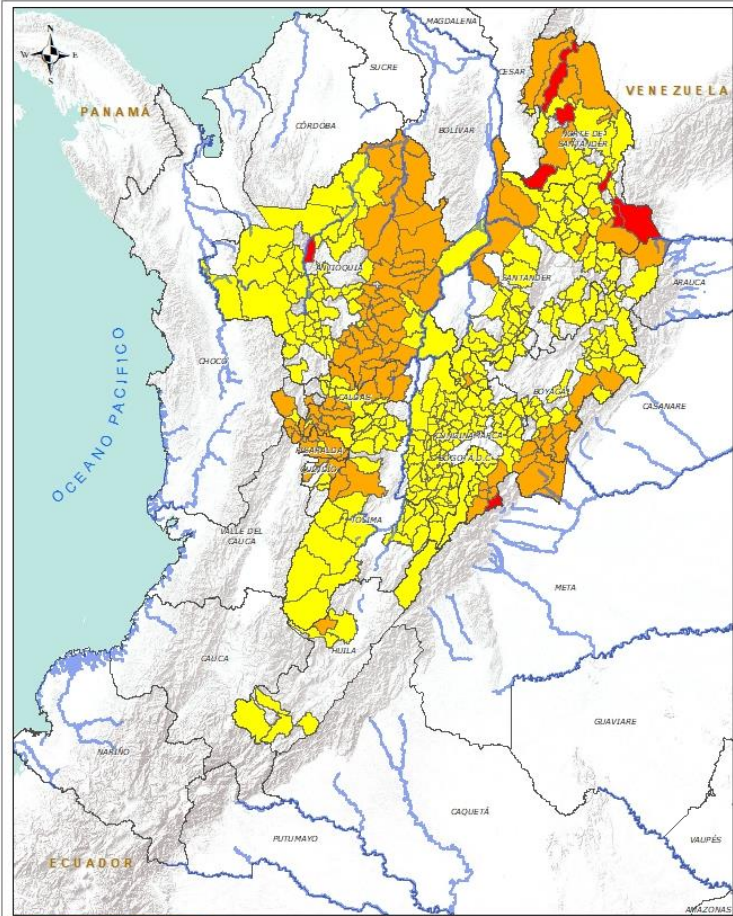 MAGDALENA
N
W E
S
SUCRE
CESAR
VENEZUELA
PANAMÁ
CÓRDOBA
BOLÍVAR
NORTE DE
SANTANDER
ANTIOQUIA
SANTANDER
ARAUCA
CHOCÓ
OCEANO PACIFICO
CALDAS
BOYACÁ
CASANARE
CUNDINAMARCA
RISARALDA
BOGOTÁ, D.C.
QUINDIO
TOLIMA
VALLE DEL
CAUCA
META
CAUCA
HUILA
GUAVIARE
NARIÑO
CAQUETÁ
PUTUMAYO
VAUPÉS
ECUADOR
AMAZONAS